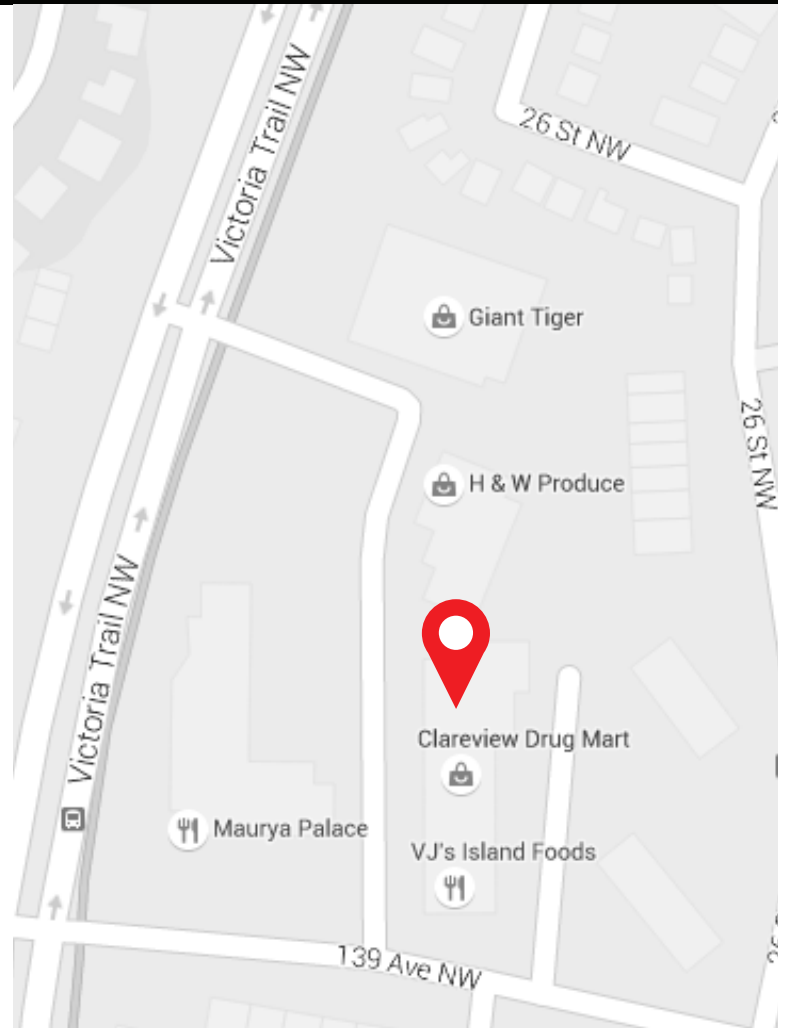 Victoria Trail NW
26 St NW
Giant Tiger
26 St NW
H & W Produce
Victoria Trail NW
Clareview Drug Mart
Maurya Palace
VJ's Island Foods
139 Ave NW